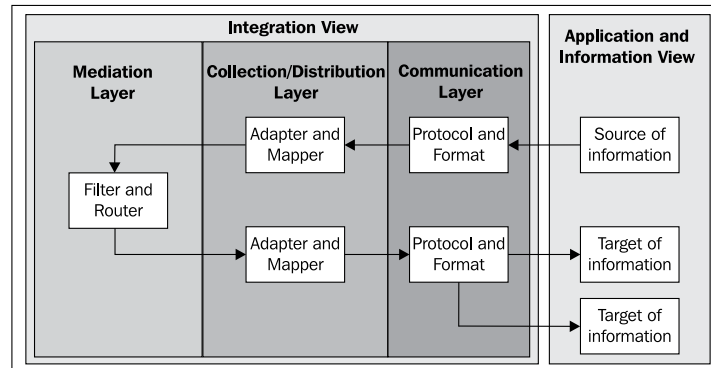 Integration View
Application and
Information View
Mediation
Layer
Collection/Distribution
Layer
Communication
Layer
Adapter and
Mapper
Protocol and
Format
Source of
information
Filter and
Router
Adapter and
Mapper
Protocol and
Format
Target of
information
Target of
information